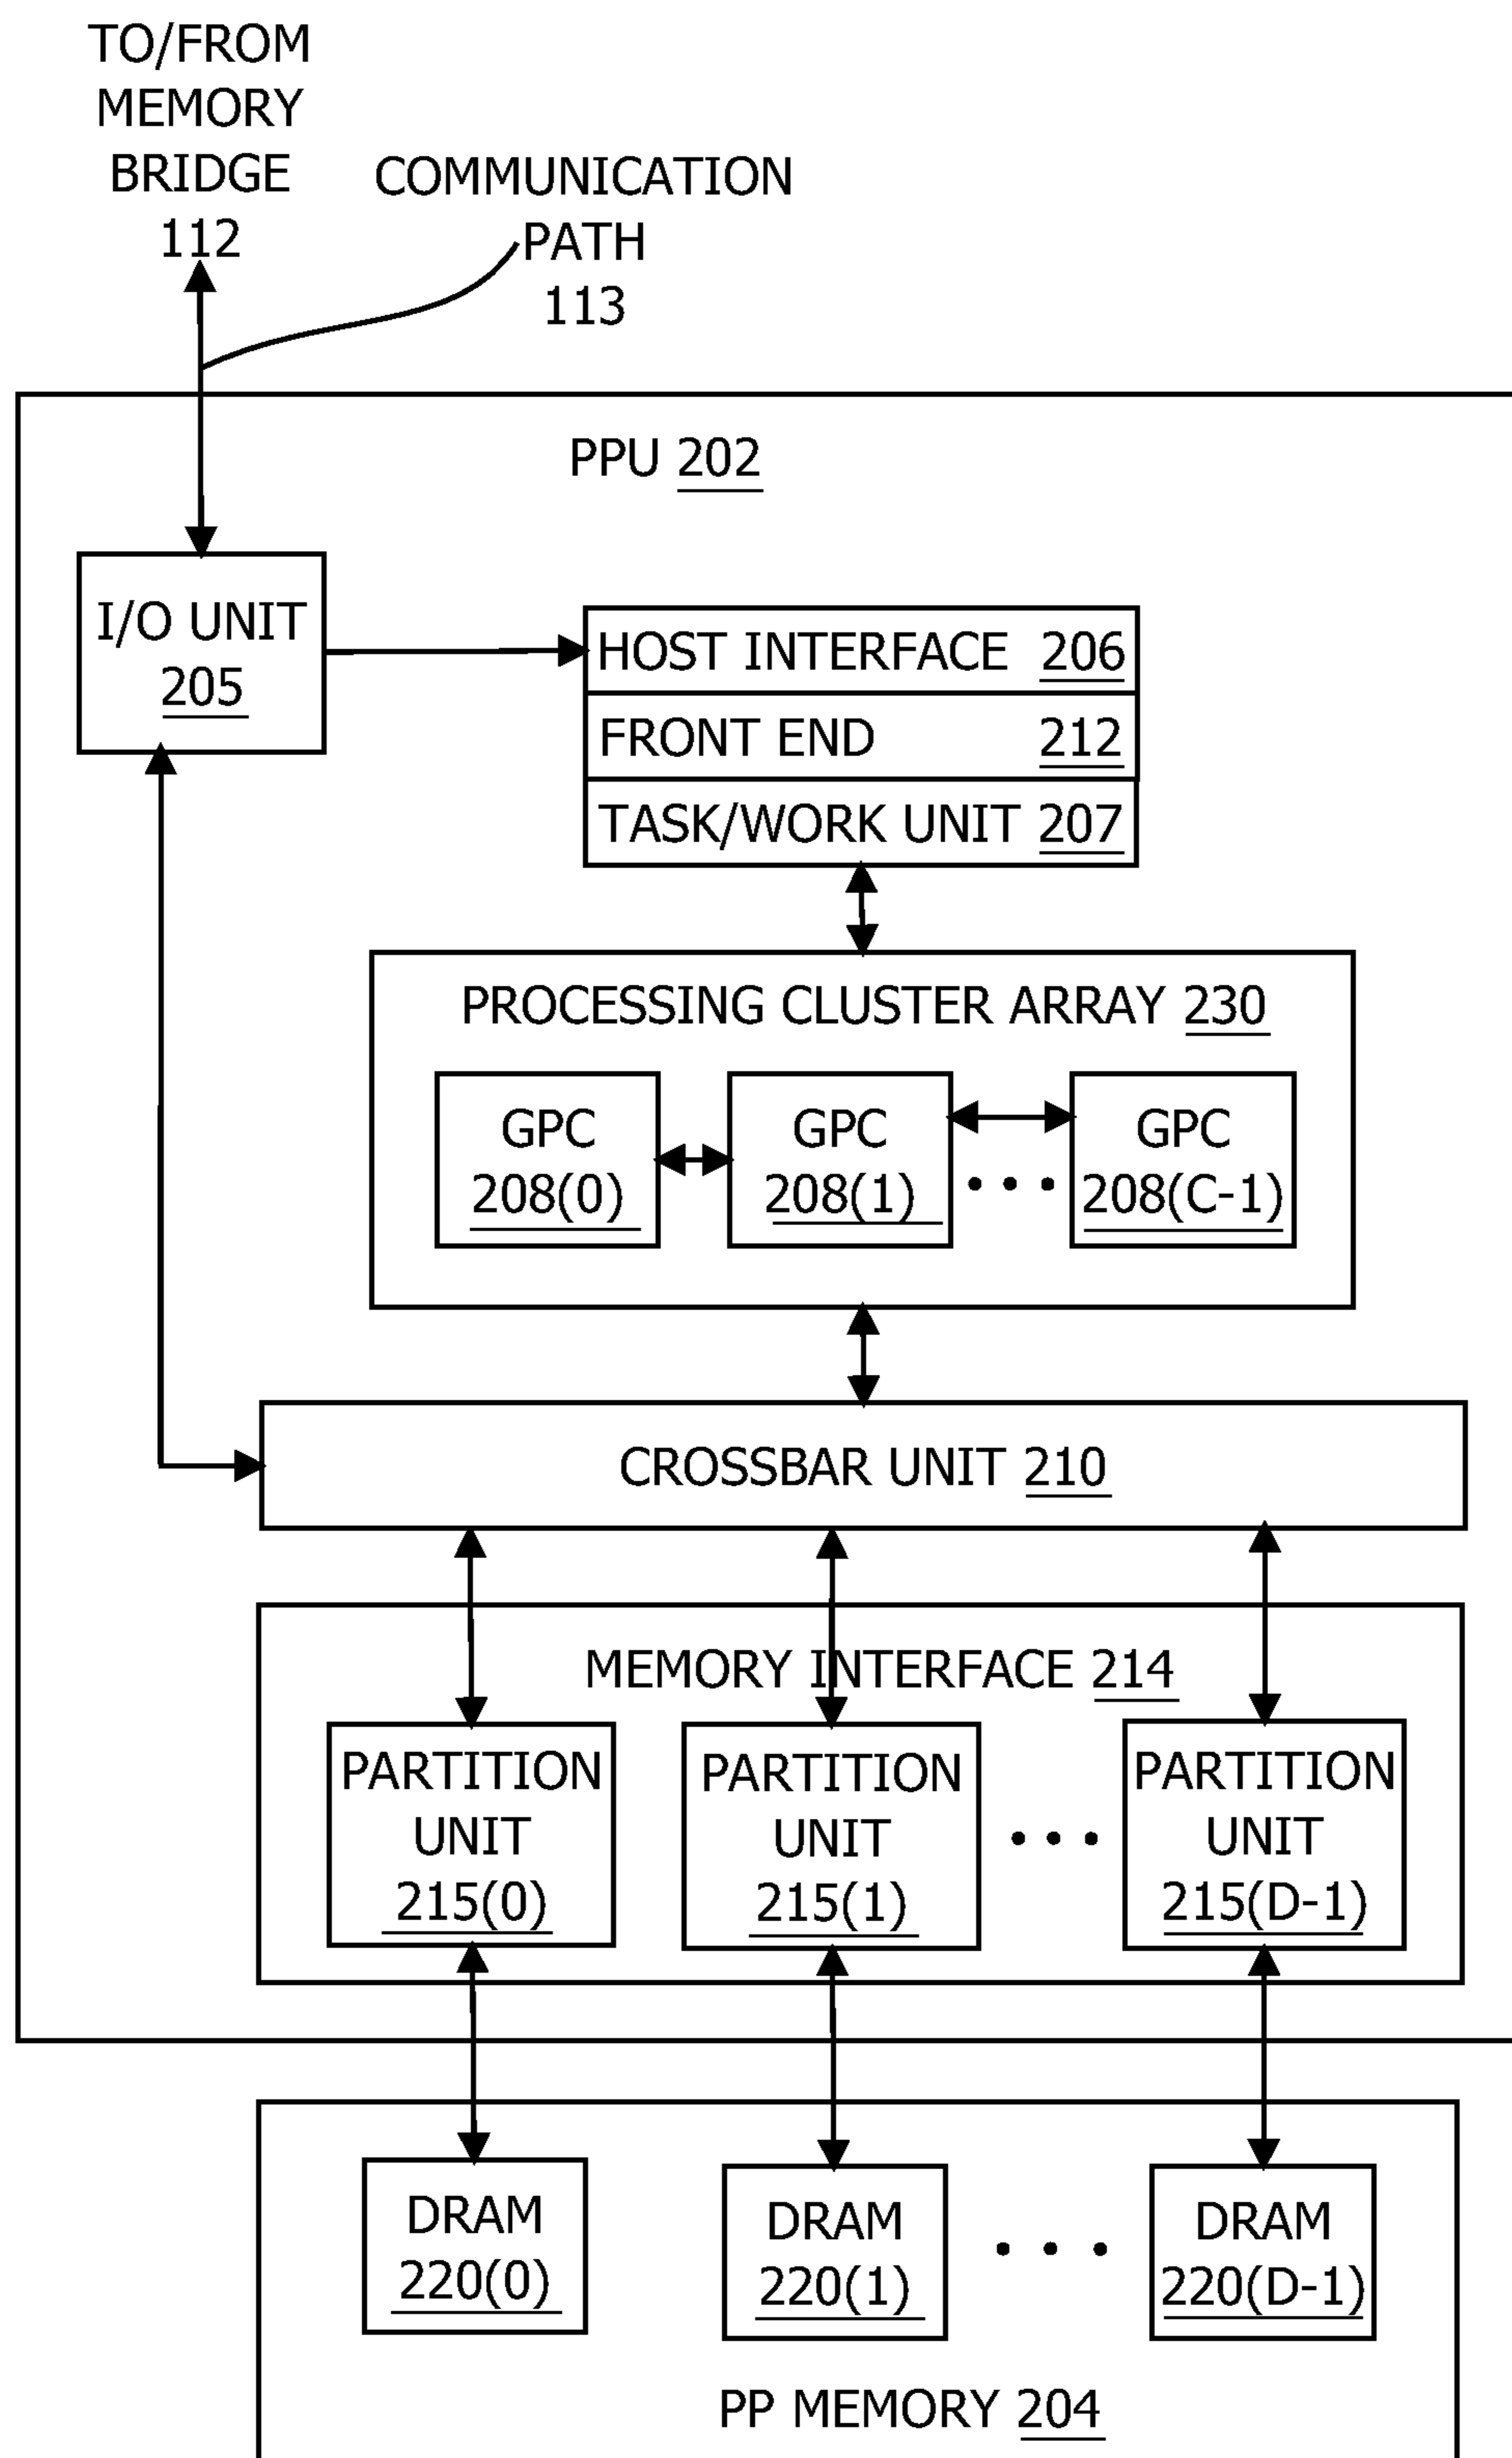 TO/FROM
MEMORY
BRIDGE
112
COMMUNICATION
PATH
113
PPU 202
I/O UNIT
205
HOST INTERFACE 206
FRONT END 212
TASK/WORK UNIT 207
PROCESSING CLUSTER ARRAY 230
GPC
208(0)
GPC
208(1)
• • •
GPC
208(C-1)
CROSSBAR UNIT 210
MEMORY INTERFACE 214
PARTITION
UNIT
215(0)
PARTITION
UNIT
215(1)
• • •
PARTITION
UNIT
215(D-1)
DRAM
220(0)
DRAM
220(1)
• • •
DRAM
220(D-1)
PP MEMORY 204